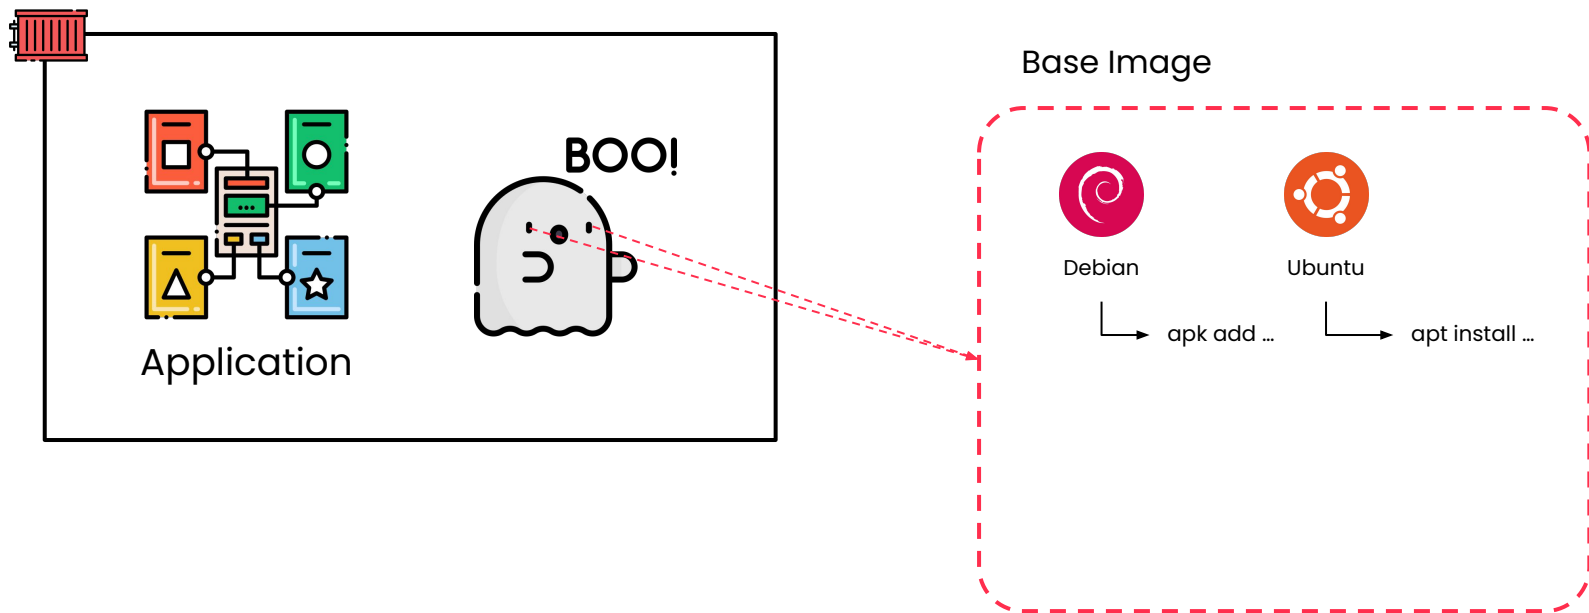 Base Image
BOO!
Application
Debian
Ubuntu
apk add ...
apt install ...